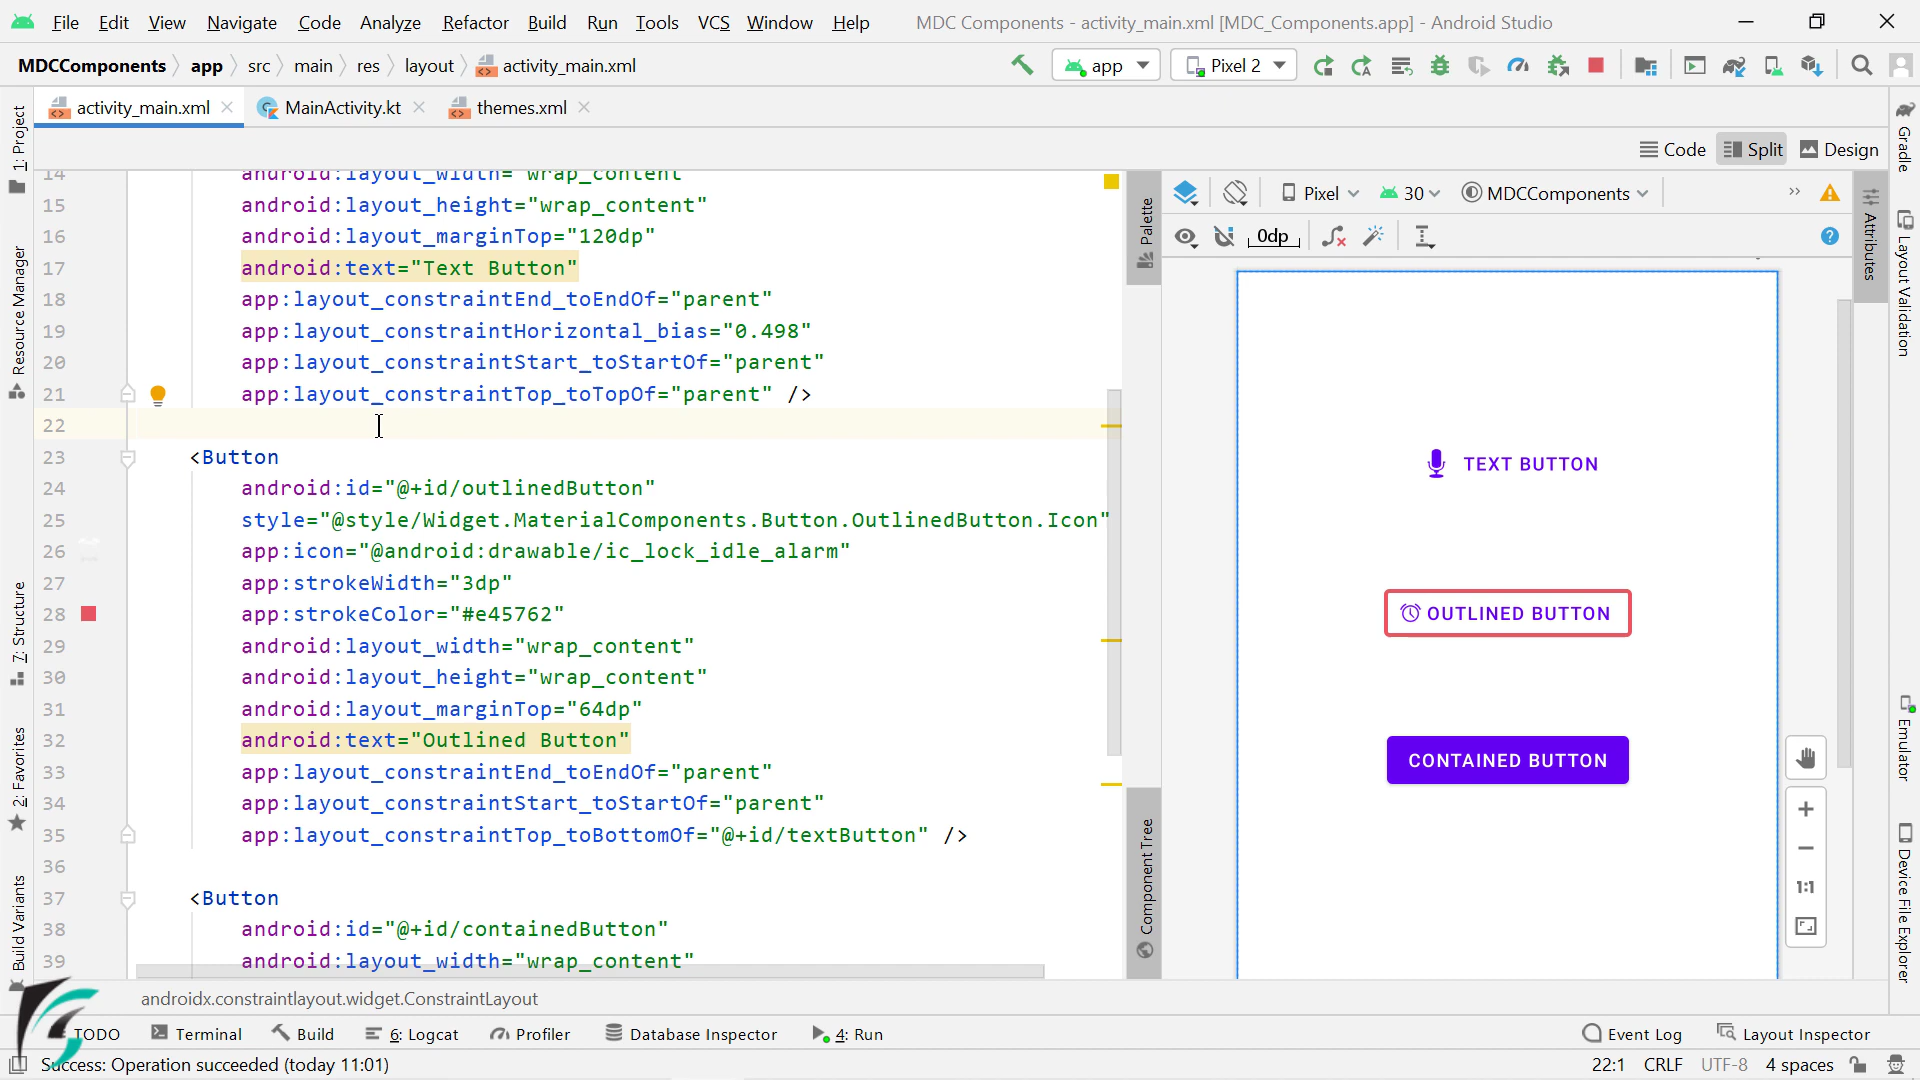 File Edit View Navigate Code Analyze Refactor Build Run Tools VCS Window Help MDC Components - activity_main.xml [MDC_Components.app] - Android Studio
MDCComponents app src main res layout activity_main.xml app Pixel 2
activity_main.xml MainActivity.kt themes.xml
Code Split Design
1: Project
Resource Manager
7: Structure
2: Favorites
Build Variants
14 android:layout_width="wrap_content"
15 android:layout_height="wrap_content"
16 android:layout_marginTop="120dp"
17 android:text="Text Button"
18 app:layout_constraintEnd_toEndOf="parent"
19 app:layout_constraintHorizontal_bias="0.498"
20 app:layout_constraintStart_toStartOf="parent"
21 app:layout_constraintTop_toTopOf="parent" />
22
23 <Button
24 android:id="@+id/outlinedButton"
25 style="@style/Widget.MaterialComponents.Button.OutlinedButton.Icon"
26 app:icon="@android:drawable/ic_lock_idle_alarm"
27 app:strokeWidth="3dp"
28 app:strokeColor="#e45762"
29 android:layout_width="wrap_content"
30 android:layout_height="wrap_content"
31 android:layout_marginTop="64dp"
32 android:text="Outlined Button"
33 app:layout_constraintEnd_toEndOf="parent"
34 app:layout_constraintStart_toStartOf="parent"
35 app:layout_constraintTop_toBottomOf="@+id/textButton" />
36
37 <Button
38 android:id="@+id/containedButton"
39 android:layout_width="wrap_content"
Palette
Component Tree
Pixel 30 MDCComponents
0dp
TEXT BUTTON
OUTLINED BUTTON
CONTAINED BUTTON
1:1
Attributes
Gradle
Layout Validation
Emulator
Device File Explorer
androidx.constraintlayout.widget.ConstraintLayout
TODO Terminal Build 6: Logcat Profiler Database Inspector 4: Run Event Log Layout Inspector
Success: Operation succeeded (today 11:01) 22:1 CRLF UTF-8 4 spaces